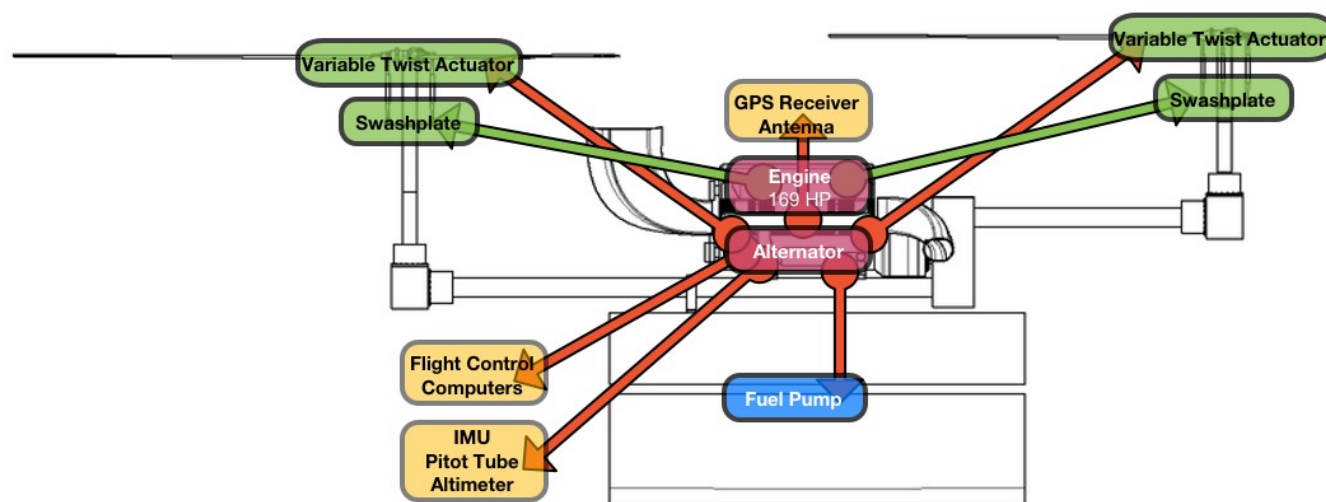 Variable Twist Actuator
Variable Twist Actuator
Swashplate
Swashplate
GPS Receiver
Antenna
Engine
169 HP
Alternator
Flight Control
Computers
Fuel Pump
IMU
Pitot Tube
Altimeter